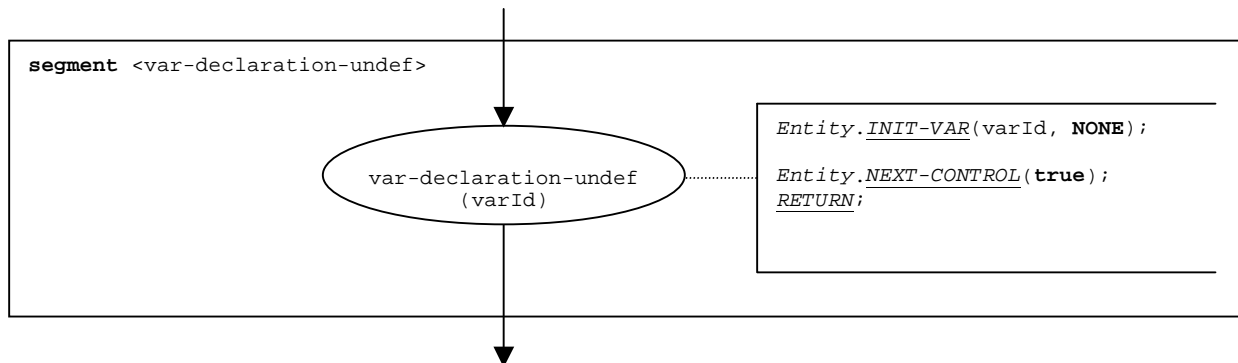 segment <var-declaration-undef>
var-declaration-undef
(varId)
Entity.INIT-VAR(varId, NONE);
Entity.NEXT-CONTROL(true);
RETURN;